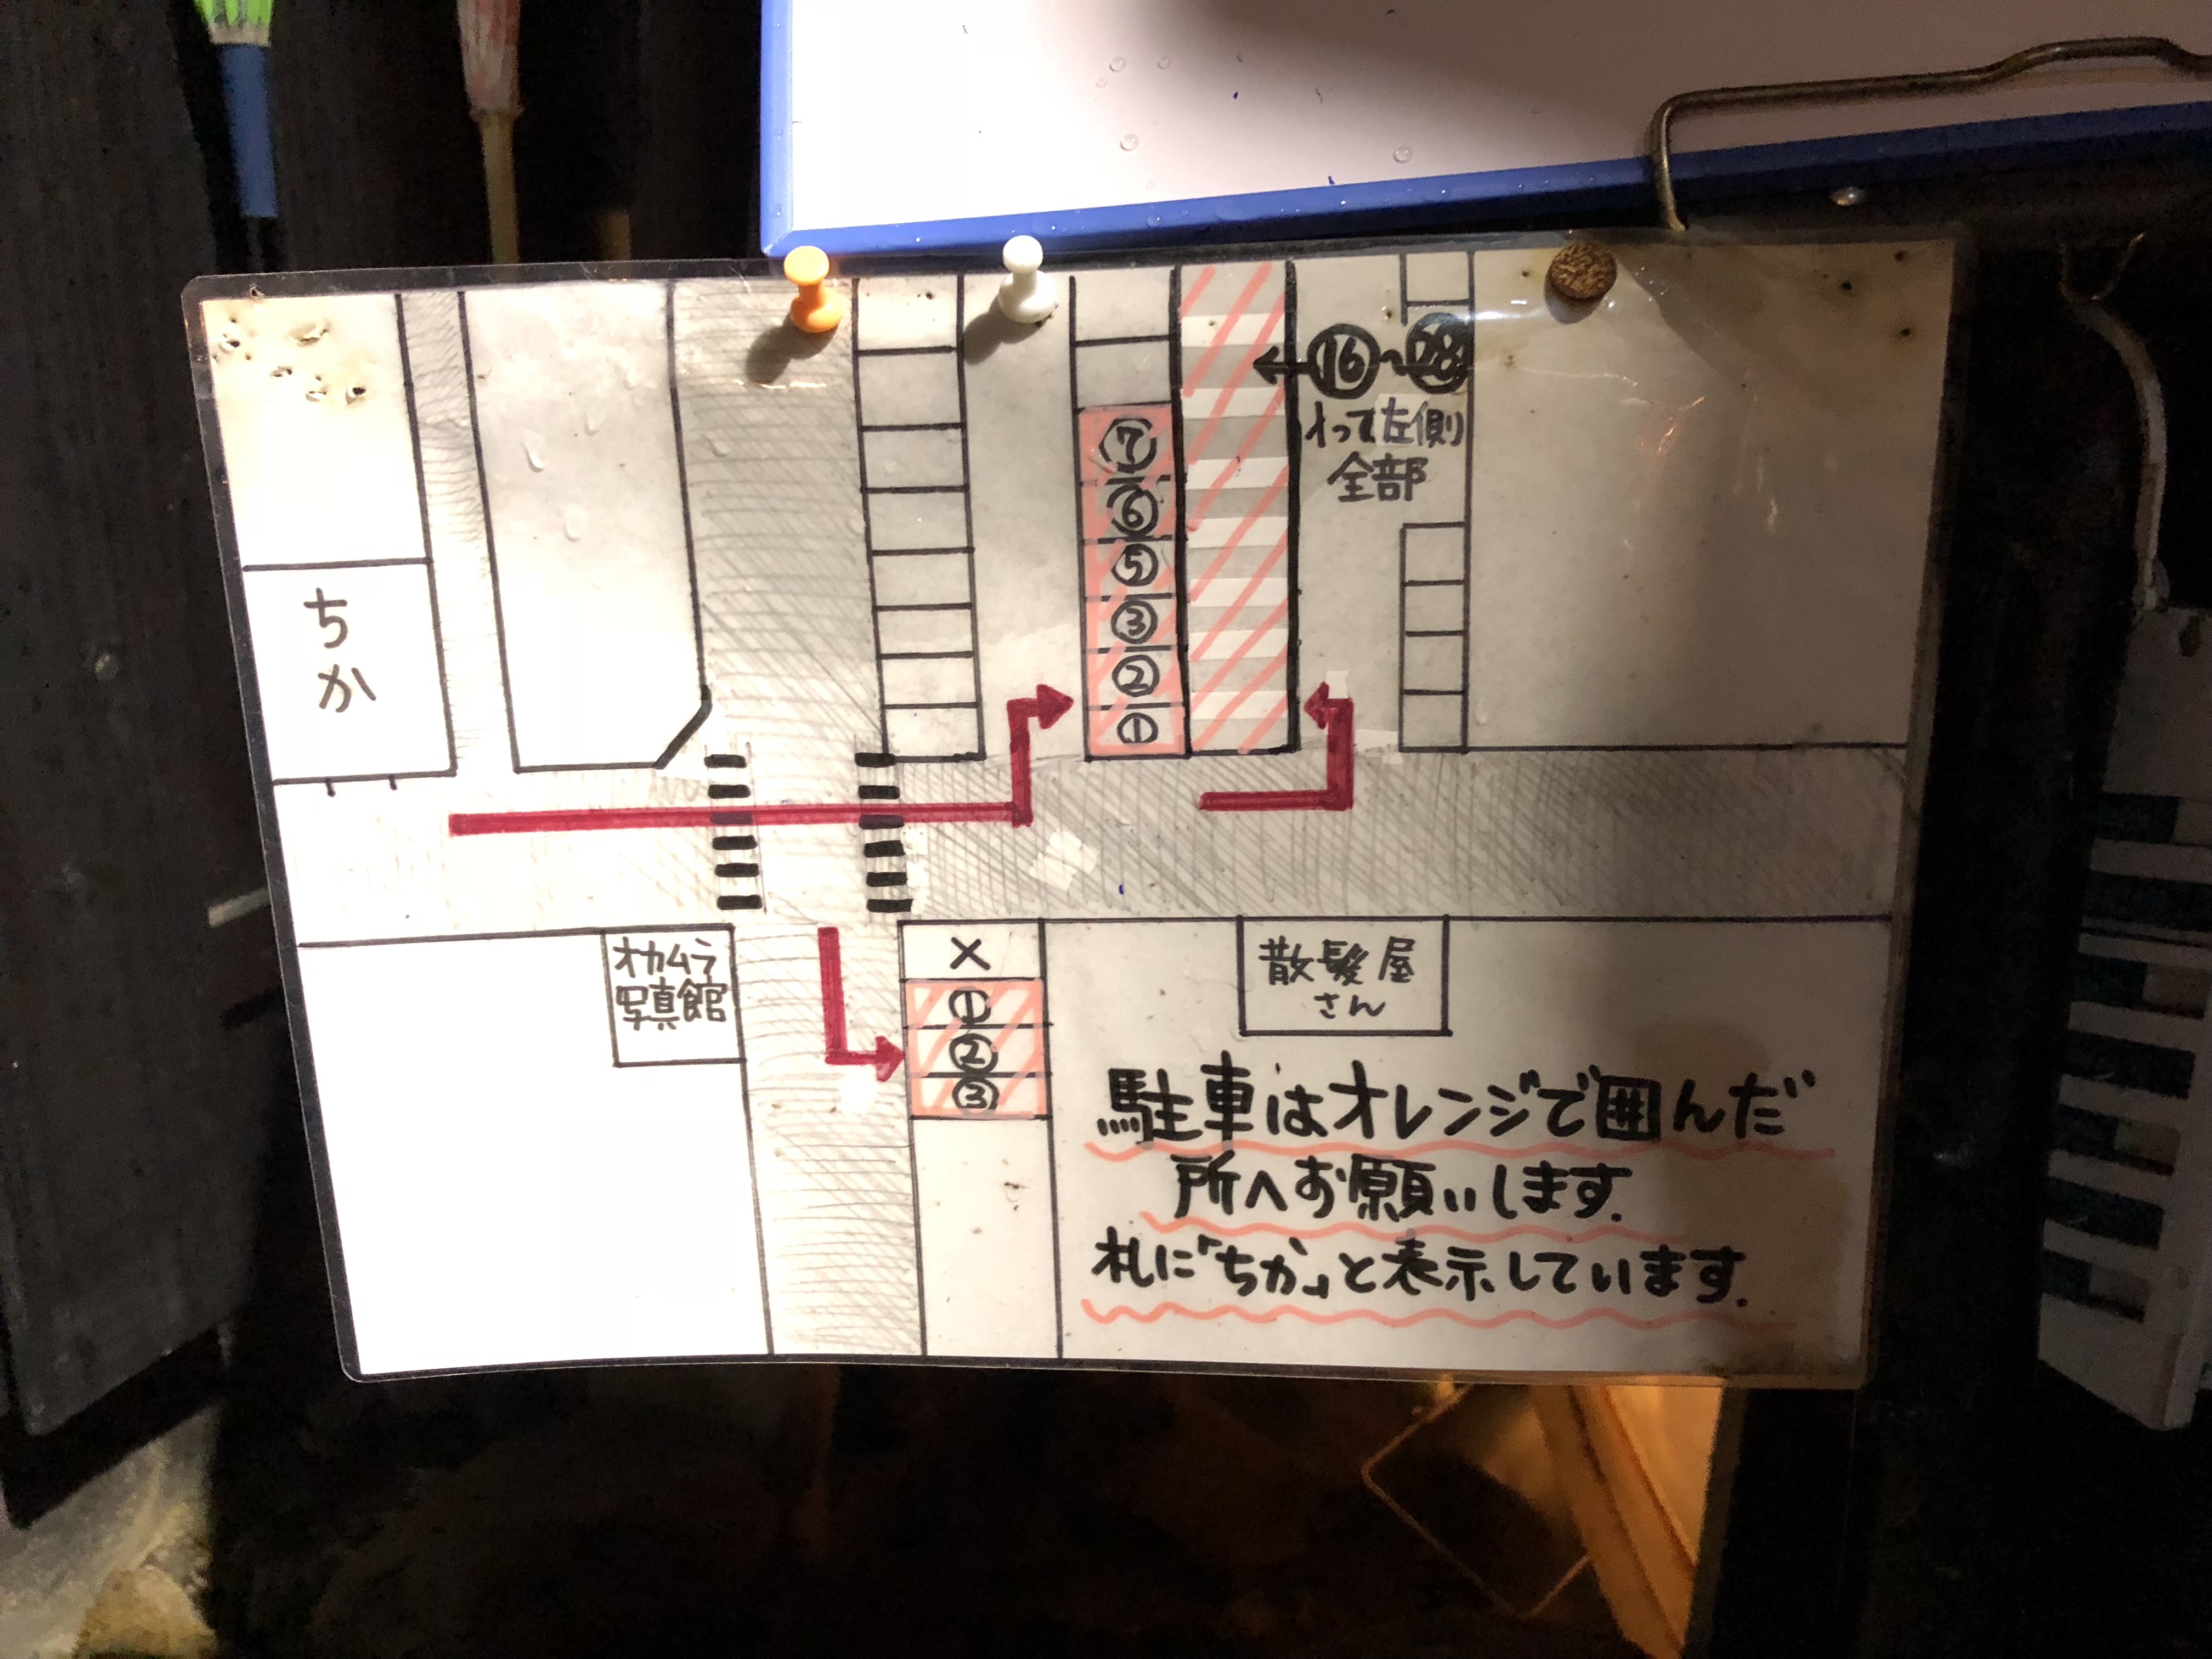 ⑯~㉘
入って左側
全部
⑦
⑥
⑤
③
②
①
ちか
オカムラ
写真館
×
①
②
③
散髪屋
さん
駐車はオレンジで囲んだ
所へお願いします.
札に「ちか」と表示しています.